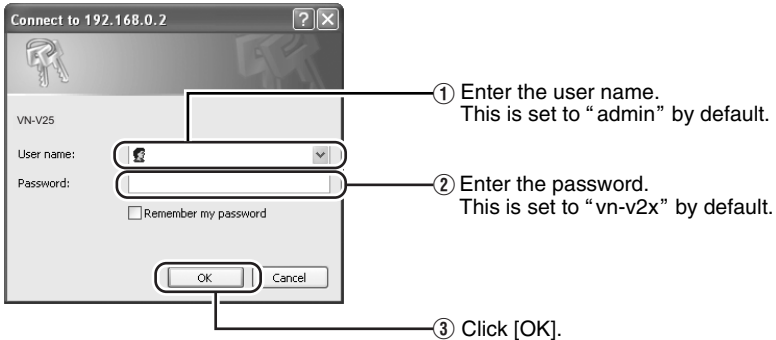 Connect to 192.168.0.2
VN-V25
User name:
Password:
Remember my password
OK
Cancel
① Enter the user name.
This is set to “admin” by default.
② Enter the password.
This is set to “vn-v2x” by default.
③ Click [OK].